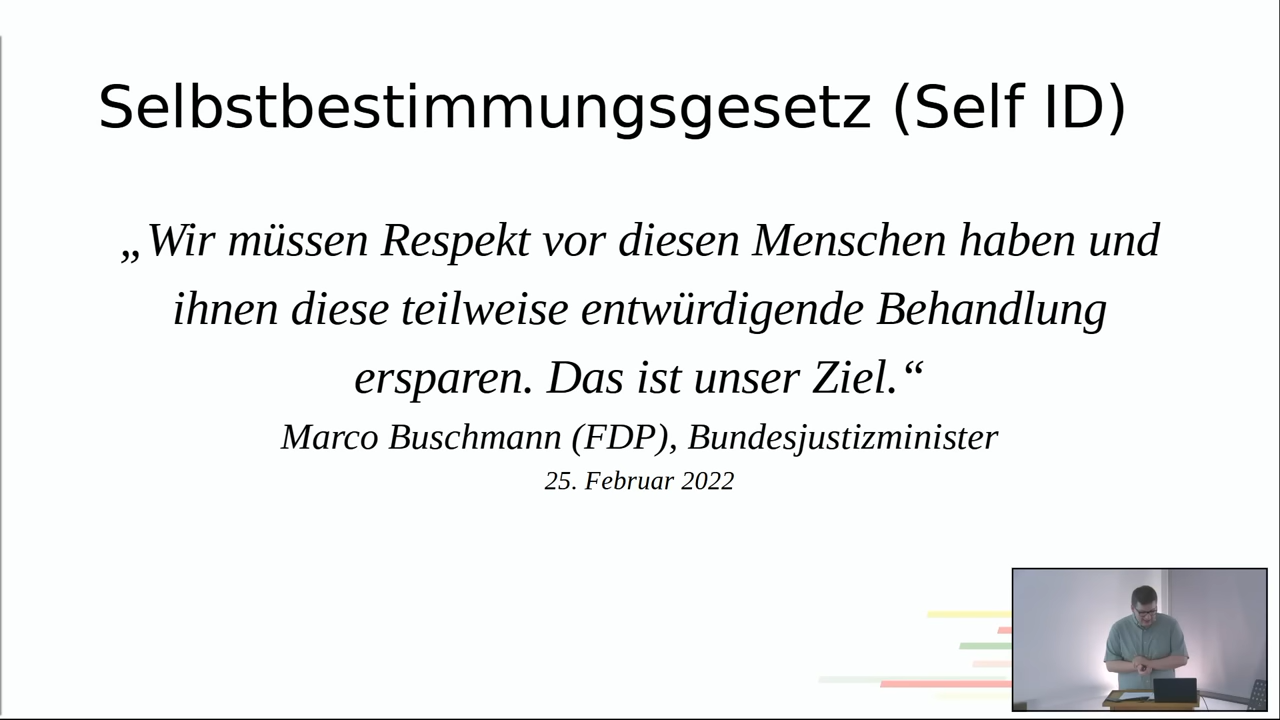 Selbstbestimmungsgesetz (Self ID)
„Wir müssen Respekt vor diesen Menschen haben und
ihnen diese teilweise entwürdigende Behandlung
ersparen. Das ist unser Ziel.“
Marco Buschmann (FDP), Bundesjustizminister
25. Februar 2022